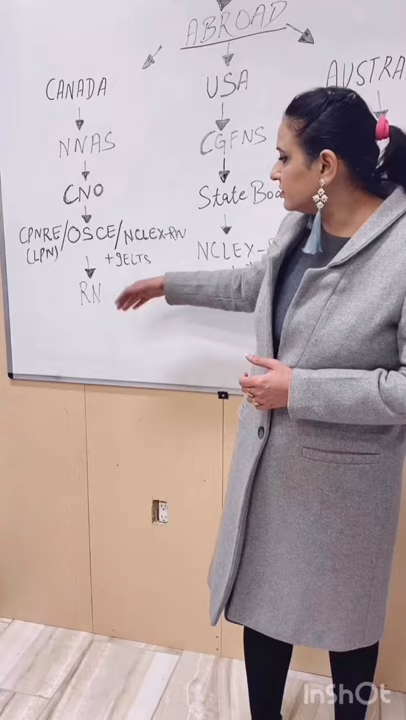 ABROAD
CANADA
USA
AUSTRA
NNAS
CGFNS
CNO
State Boa
CPNRE/OSCE/NCLEX-RN
(LPN)
+IELTS
NCLEX-R
RN
InShot